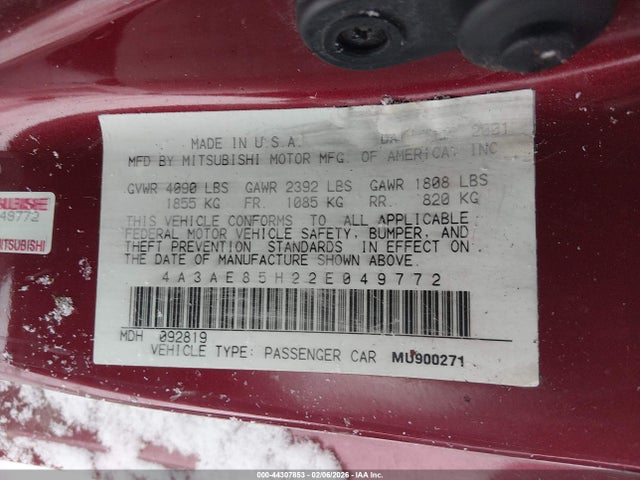 MADE IN U.S.A. 2001
MFD BY MITSUBISHI MOTOR MFG. OF AMERICA, INC
GVWR 4090 LBS GAWR 2392 LBS GAWR 1808 LBS
1855 KG FR. 1085 KG RR. 820 KG
THIS VEHICLE CONFORMS TO ALL APPLICABLE
FEDERAL MOTOR VEHICLE SAFETY, BUMPER, AND
THEFT PREVENTION STANDARDS IN EFFECT ON
THE DATE OF MANUFACTURE SHOWN ABOVE.
4A3AE85H22E049772
MDH 092819
VEHICLE TYPE: PASSENGER CAR MU900271
49772
MITSUBISHI
000-44307853 - 02/06/2026 - IAA Inc.